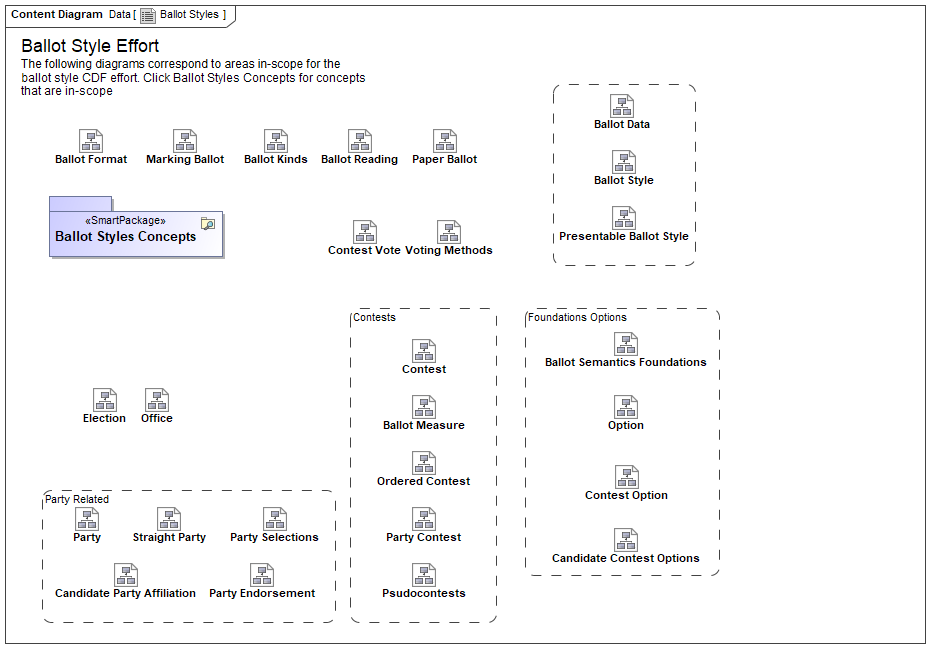 Content Diagram Data [ Ballot Styles ]
Ballot Style Effort
The following diagrams correspond to areas in-scope for the
ballot style CDF effort. Click Ballot Styles Concepts for concepts
that are in-scope
Ballot Format
Marking Ballot
Ballot Kinds
Ballot Reading
Paper Ballot
Ballot Data
Ballot Style
Presentable Ballot Style
«SmartPackage»
Ballot Styles Concepts
Contest Vote
Voting Methods
Contests
Contest
Ballot Measure
Ordered Contest
Party Contest
Psudocontests
Foundations Options
Ballot Semantics Foundations
Option
Contest Option
Candidate Contest Options
Election
Office
Party Related
Party
Straight Party
Party Selections
Candidate Party Affiliation
Party Endorsement